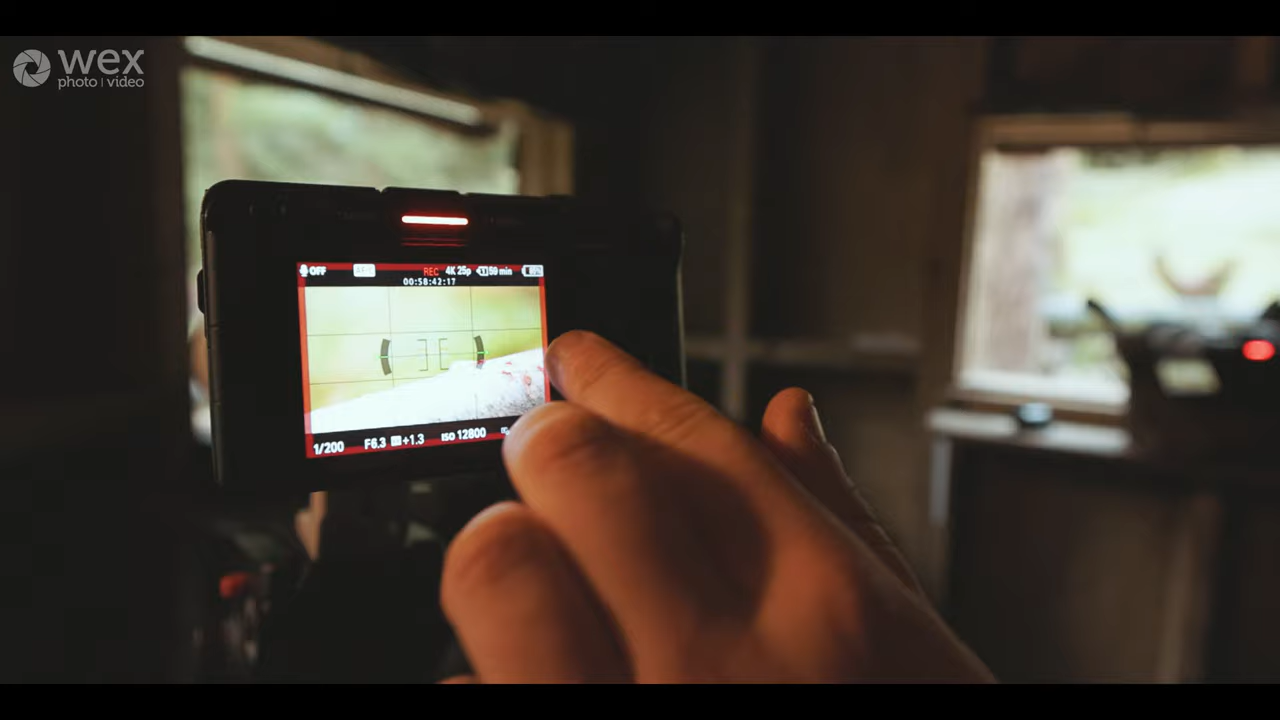 wex
photo | video
OFF
REC 4K 25p 59 min
00:58:42:17
1/200 F6.3 +1.3 ISO 12800